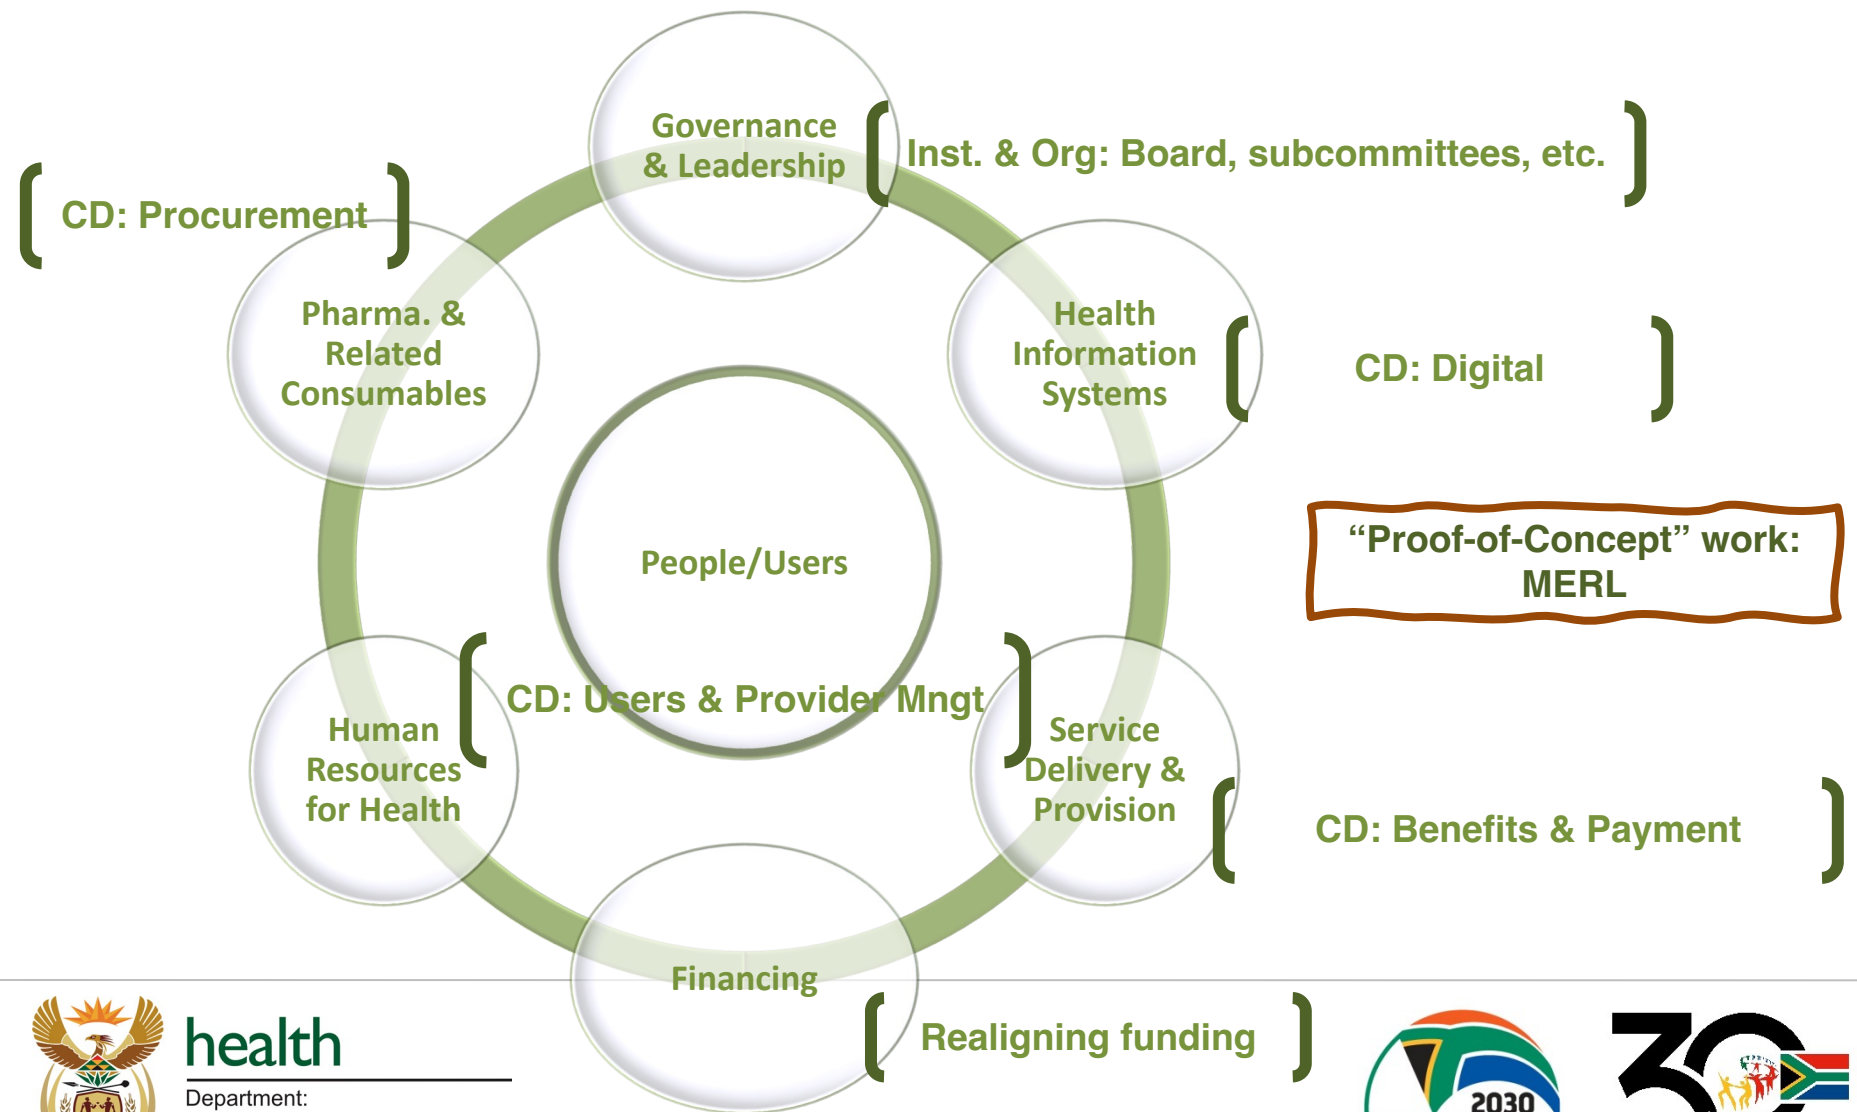 Governance
& Leadership
Inst. & Org: Board, subcommittees, etc.
CD: Procurement
Pharma. &
Related
Consumables
Health
Information
Systems
CD: Digital
“Proof-of-Concept” work:
MERL
People/Users
CD: Users & Provider Mngt
Human
Resources
for Health
Service
Delivery &
Provision
CD: Benefits & Payment
Financing
Realigning funding
health
Department:
2030
30